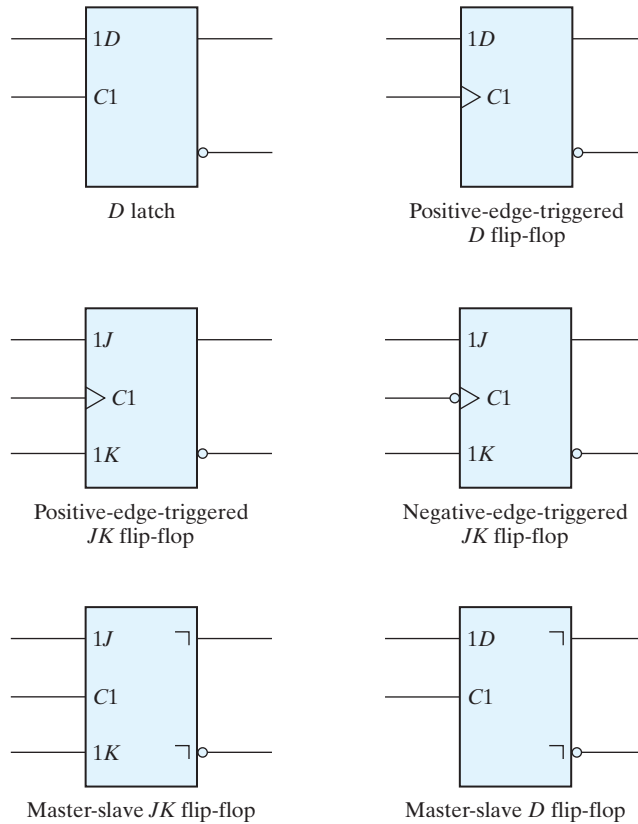 1D
C1
D latch
1D
C1
Positive-edge-triggered
D flip-flop
1J
C1
1K
Positive-edge-triggered
JK flip-flop
1J
C1
1K
Negative-edge-triggered
JK flip-flop
1J
C1
1K
Master-slave JK flip-flop
1D
C1
Master-slave D flip-flop